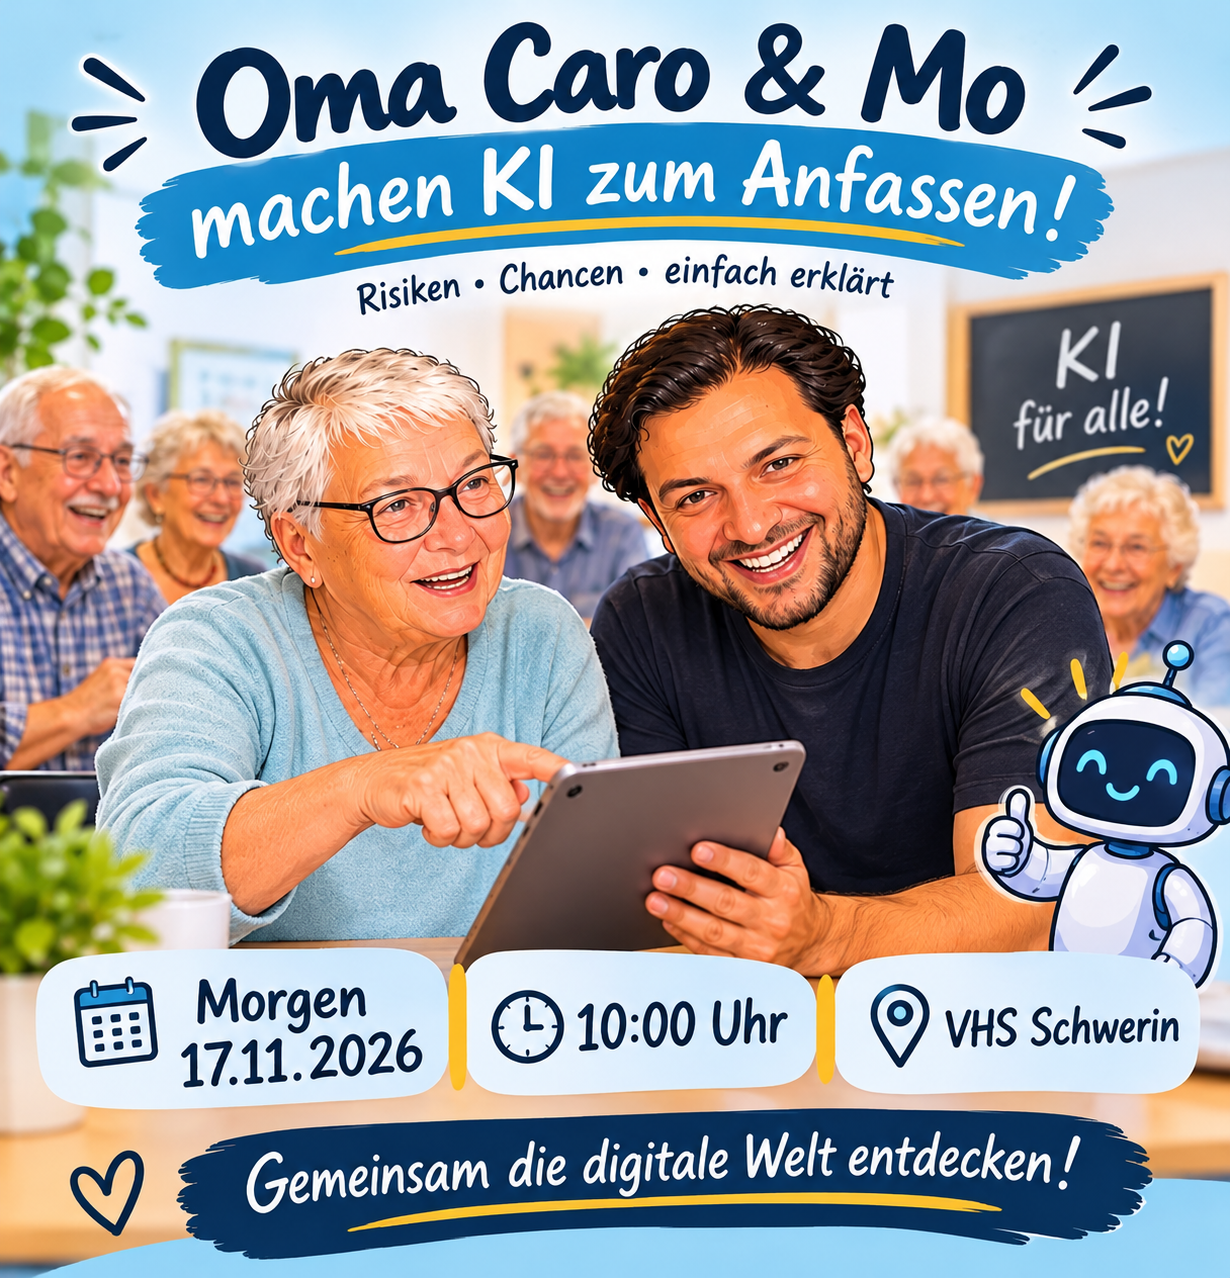 Oma Caro & Mo
machen KI zum Anfassen!
Risiken • Chancen • einfach erklärt
KI
für alle!
Morgen
17.11.2026
10:00 Uhr
VHS Schwerin
Gemeinsam die digitale Welt entdecken!